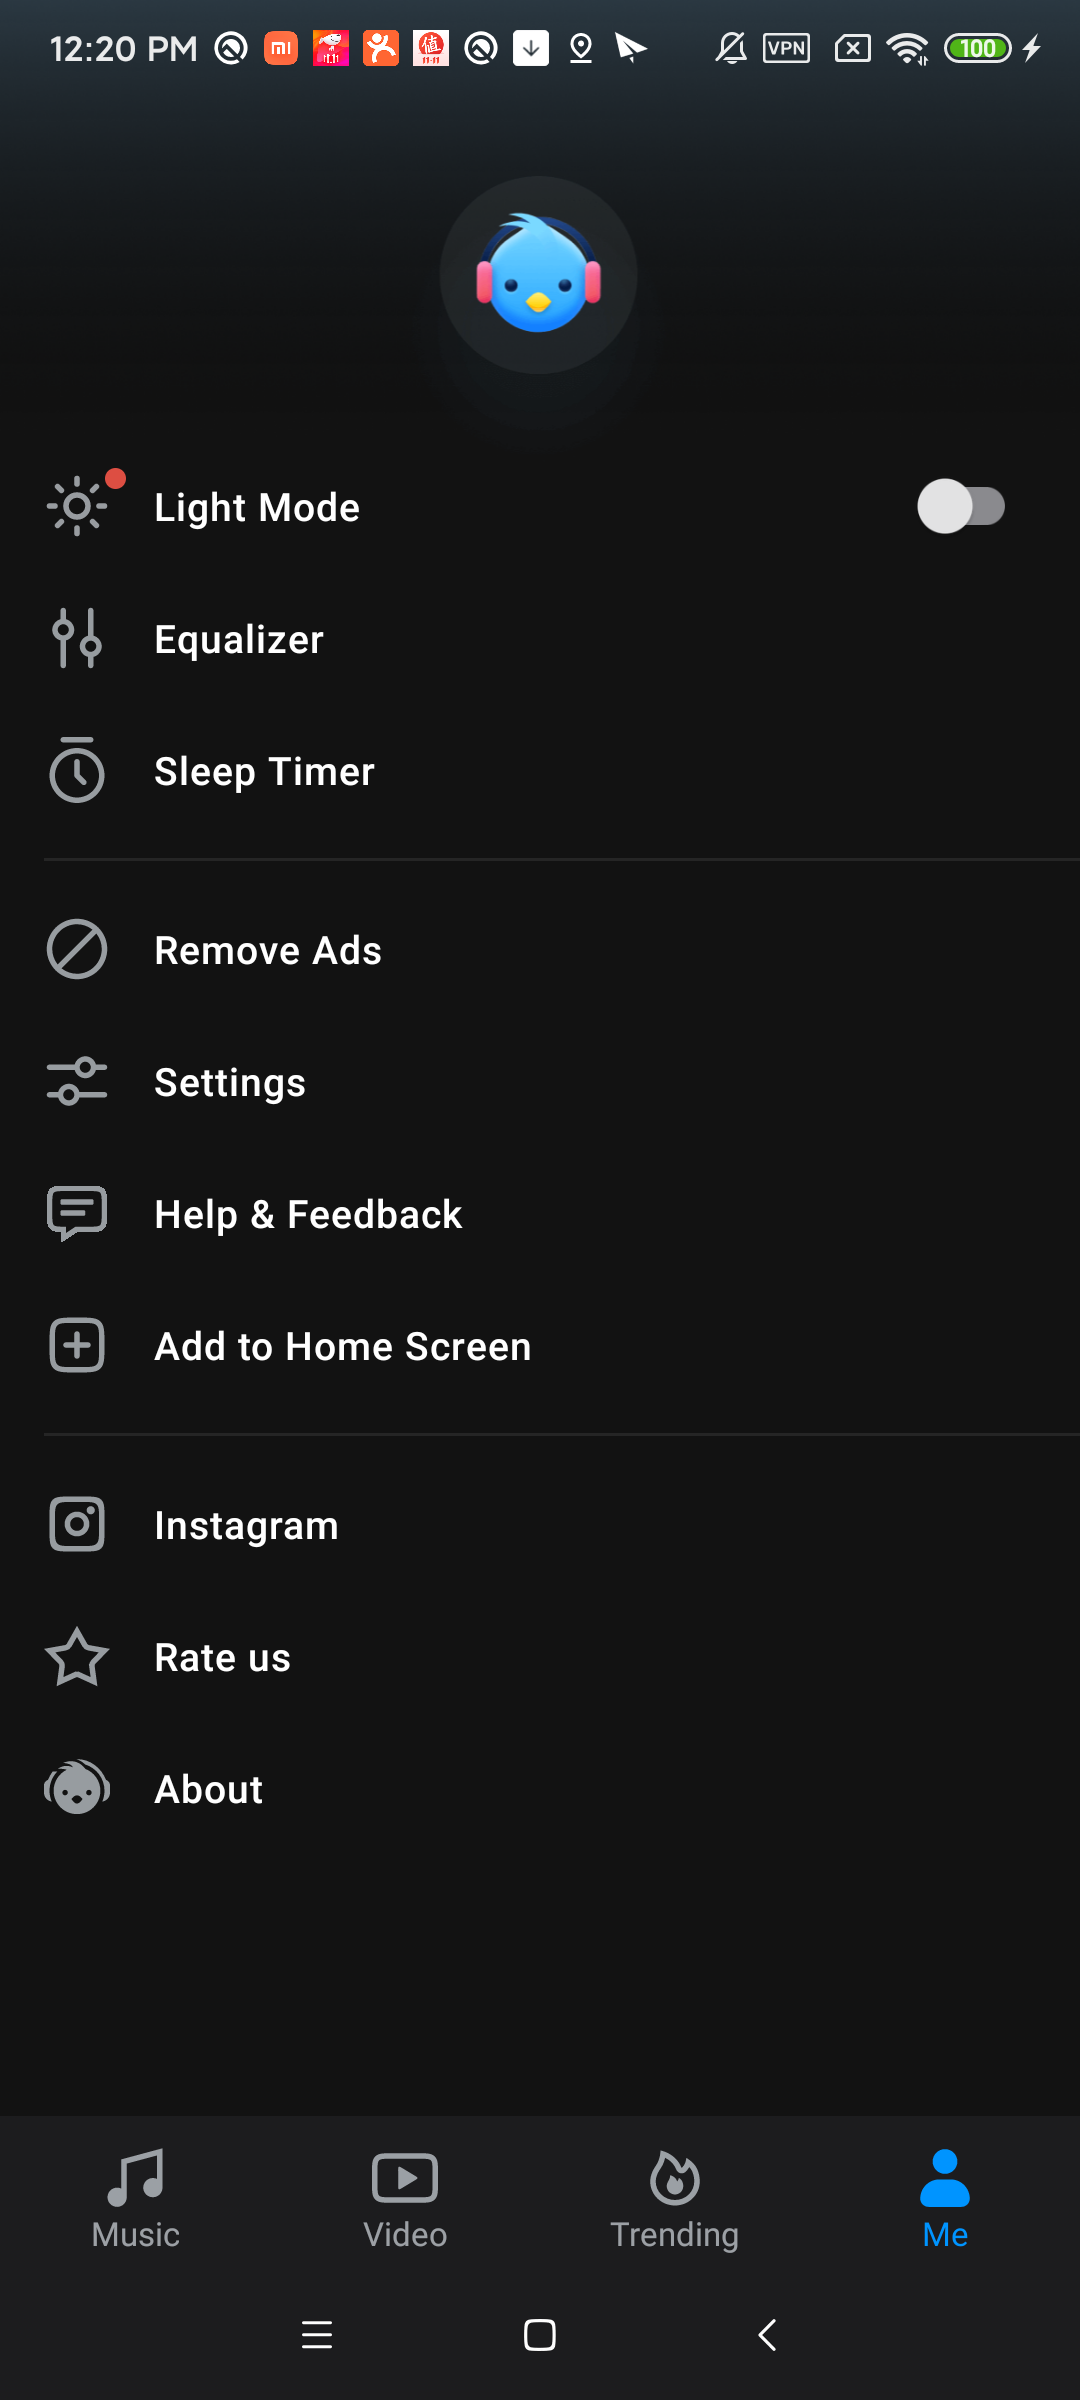 12:20 PM VPN 100
Light Mode
Equalizer
Sleep Timer
Remove Ads
Settings
Help & Feedback
Add to Home Screen
Instagram
Rate us
About
Music Video Trending Me